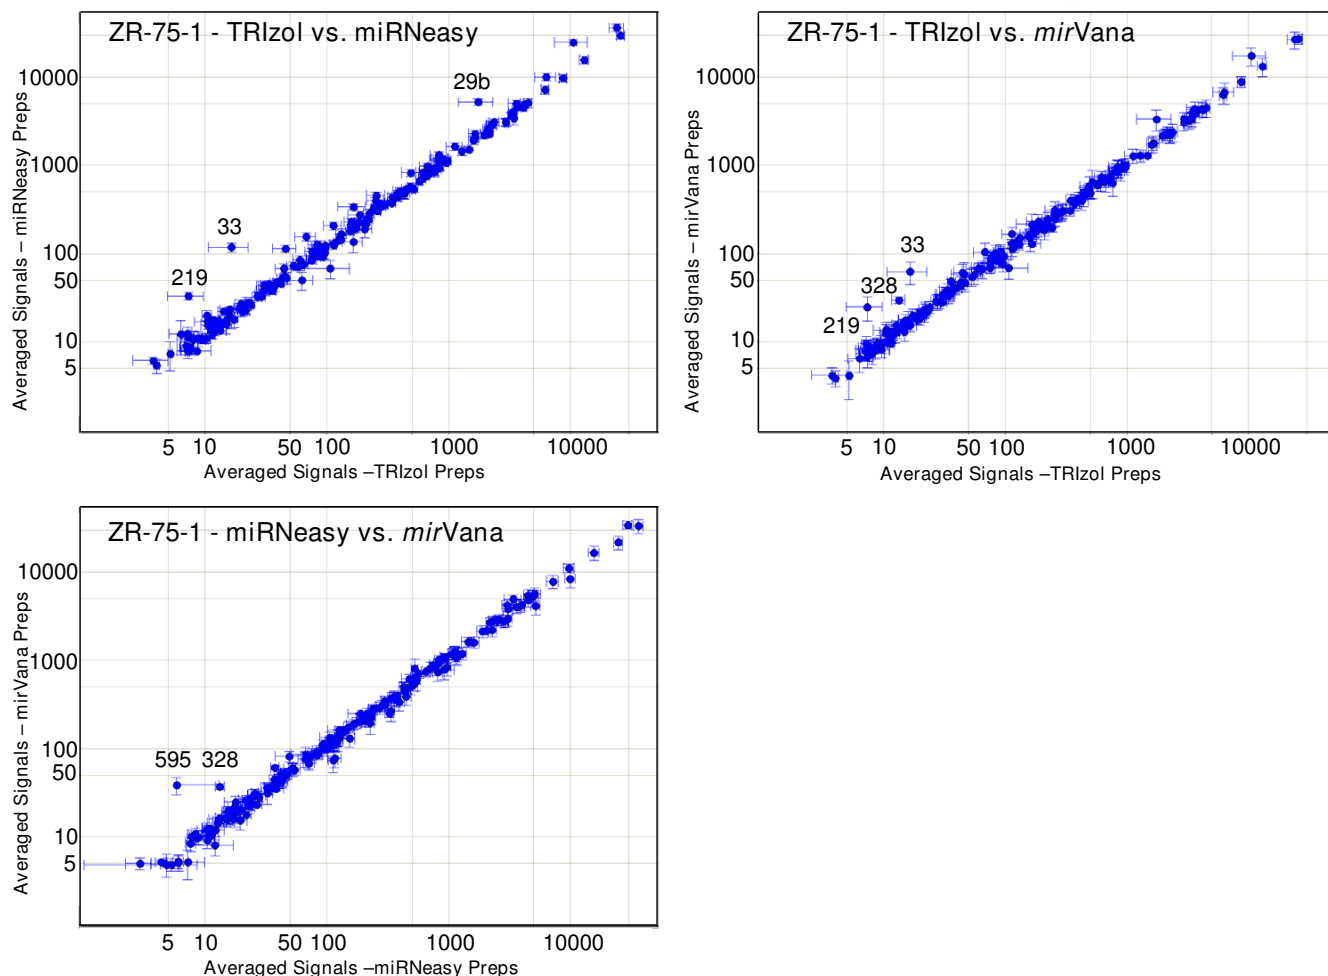 ZR-75-1 - TRIzol vs. miRNeasy
29b
33
219
10000
1000
100
50
10
5
Averaged Signals – miRNeasy Preps
5 10 50 100 1000 10000
Averaged Signals –TRIzol Preps
ZR-75-1 - TRIzol vs. mirVana
33
328
219
10000
1000
100
50
10
5
Averaged Signals – mirVana Preps
5 10 50 100 1000 10000
Averaged Signals –TRIzol Preps
ZR-75-1 - miRNeasy vs. mirVana
595 328
10000
1000
100
50
10
5
Averaged Signals – mirVana Preps
5 10 50 100 1000 10000
Averaged Signals –miRNeasy Preps